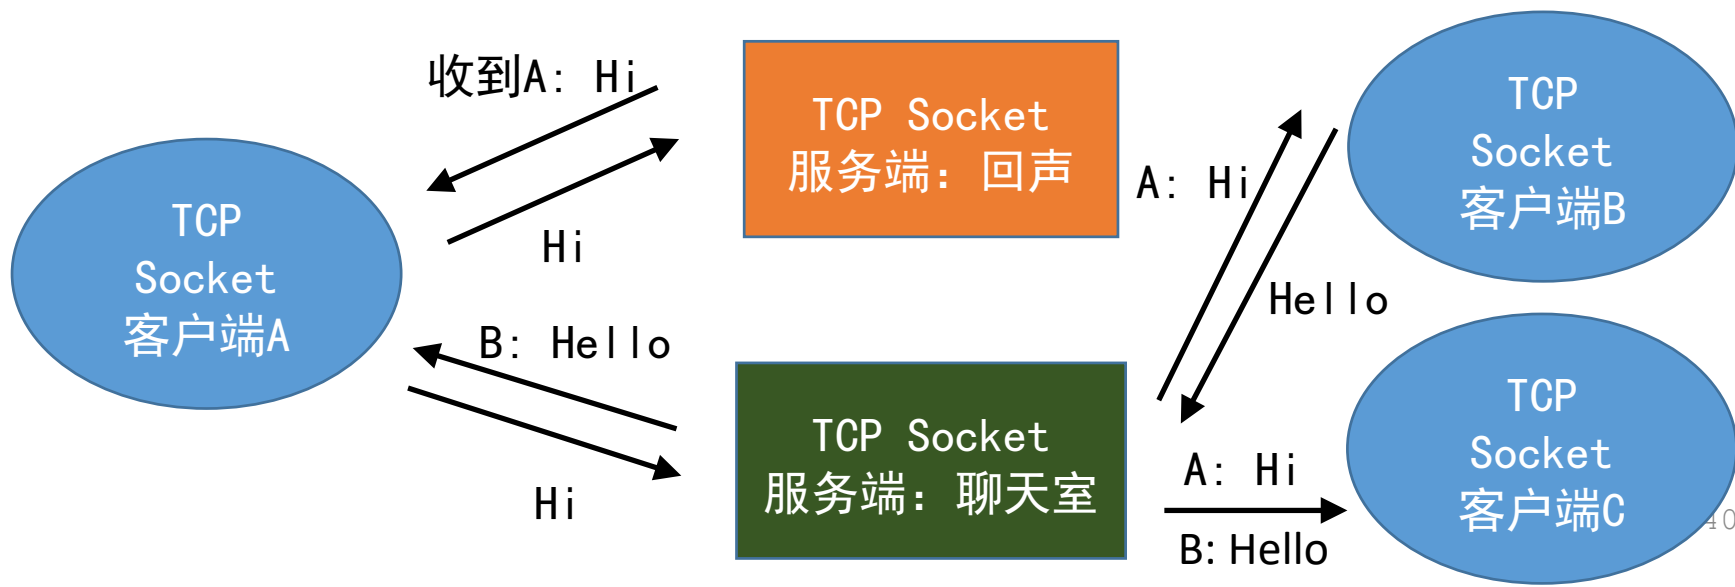 收到A: Hi
Hi
TCP
Socket
客户端A
B: Hello
Hi
TCP Socket
服务端：回声
TCP Socket
服务端：聊天室
A: Hi
Hello
TCP
Socket
客户端B
A: Hi
B: Hello
TCP
Socket
客户端C
40